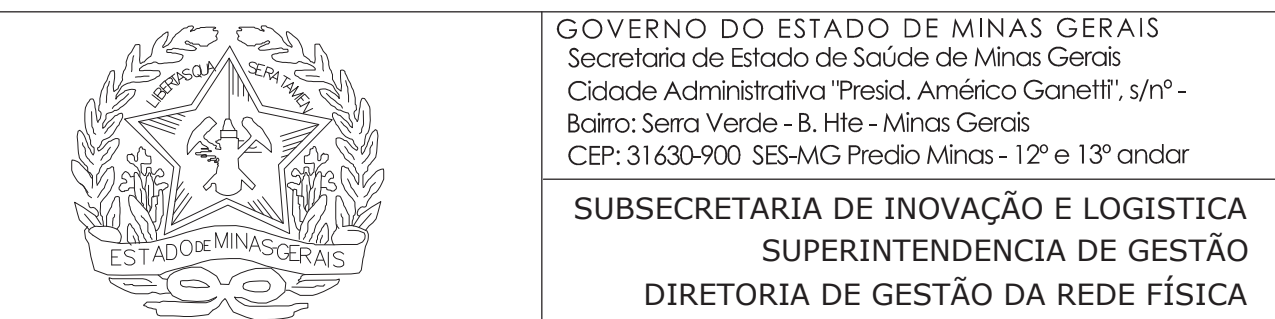 LIBERTAS QUA SERA TAMEN
ESTADO DE MINAS GERAIS
GOVERNO DO ESTADO DE MINAS GERAIS
Secretaria de Estado de Saúde de Minas Gerais
Cidade Administrativa "Presid. Américo Ganetti", s/nº -
Bairro: Serra Verde - B. Hte - Minas Gerais
CEP: 31630-900 SES-MG Predio Minas - 12º e 13º andar
SUBSECRETARIA DE INOVAÇÃO E LOGISTICA
SUPERINTENDENCIA DE GESTÃO
DIRETORIA DE GESTÃO DA REDE FÍSICA